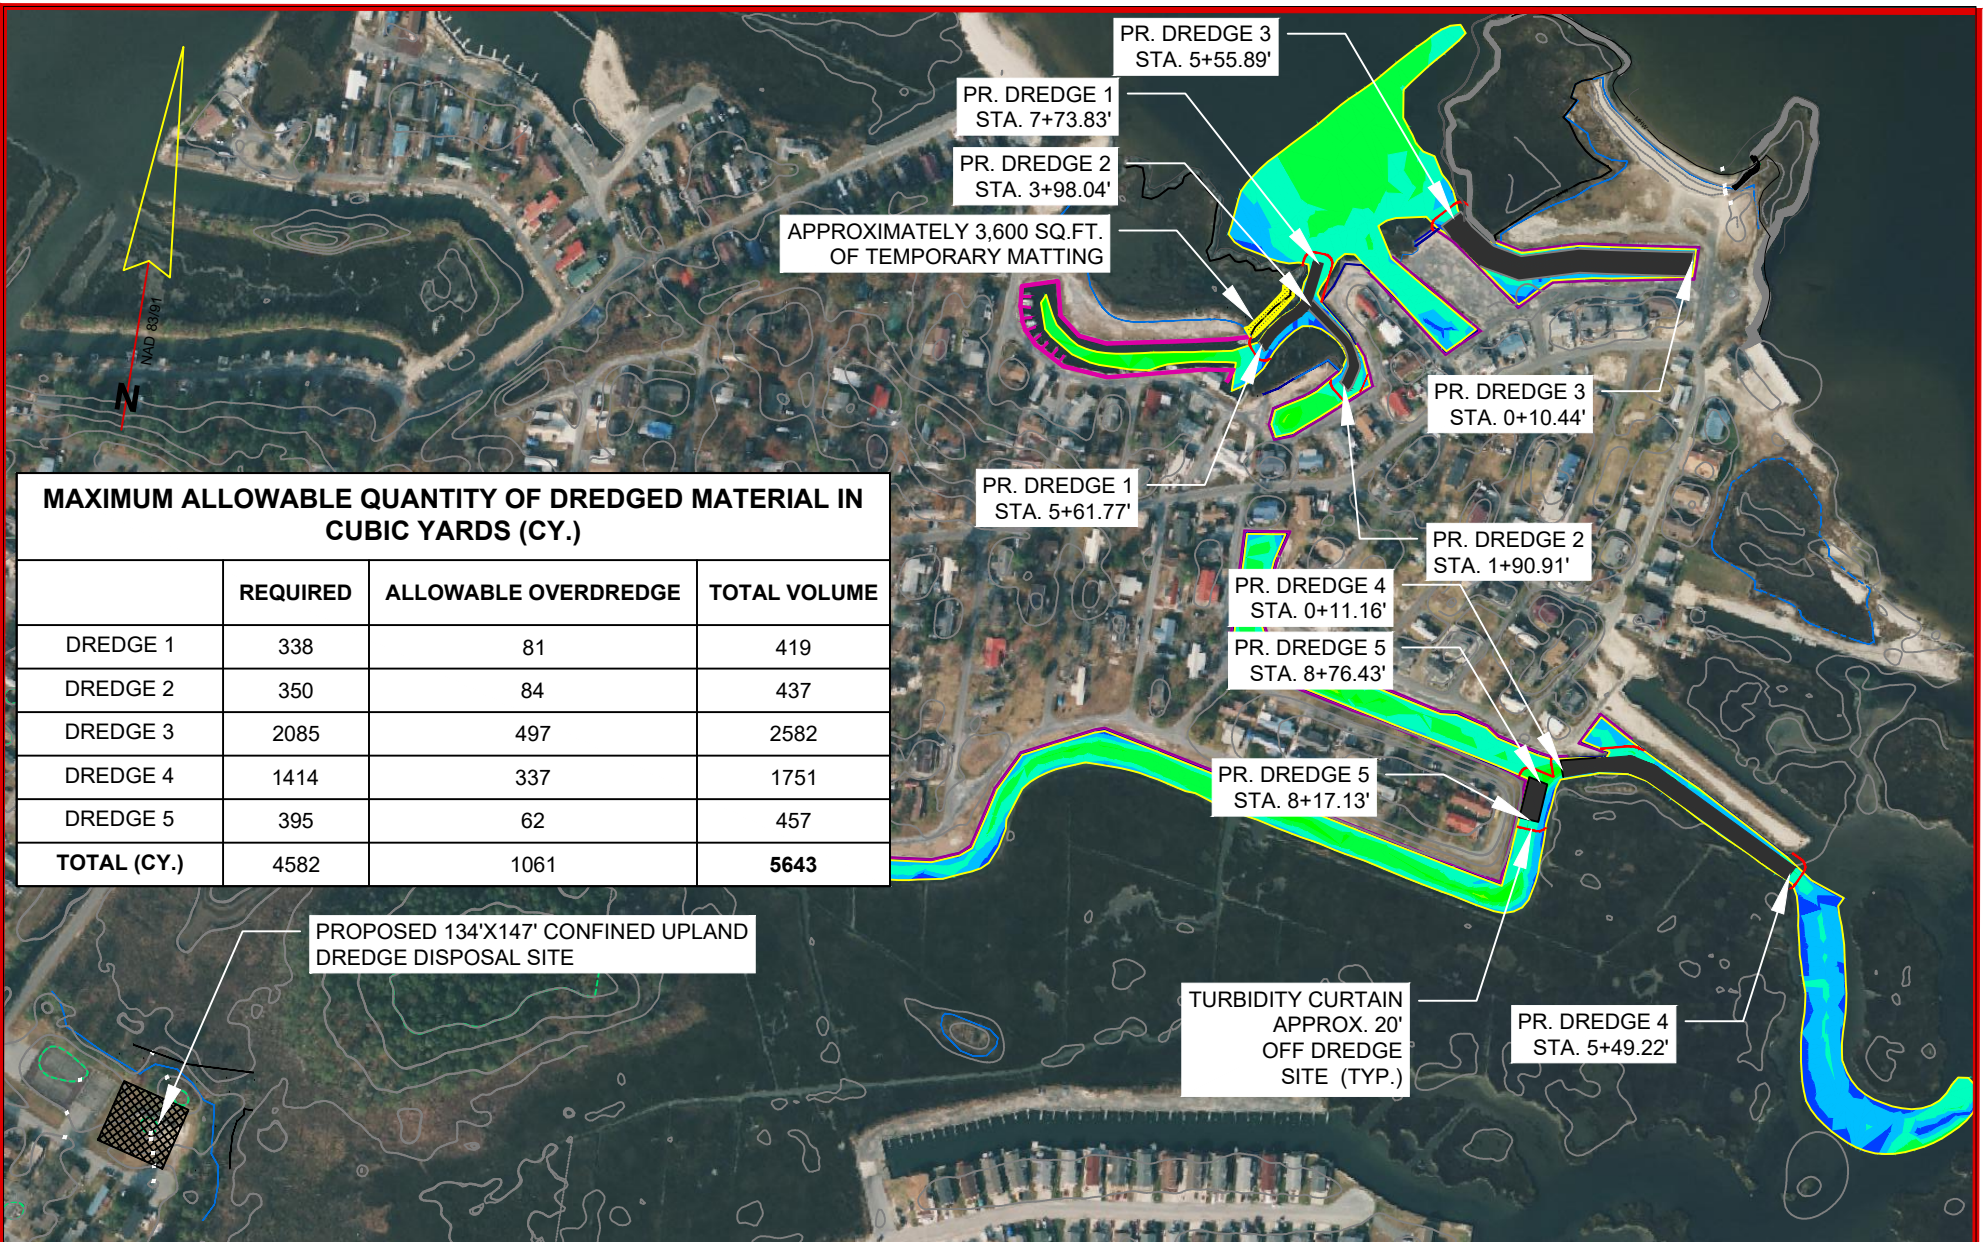 PR. DREDGE 3
STA. 5+55.89'
PR. DREDGE 1
STA. 7+73.83'
PR. DREDGE 2
STA. 3+98.04'
APPROXIMATELY 3,600 SQ.FT.
OF TEMPORARY MATTING
NAD 83/91
N
PR. DREDGE 3
STA. 0+10.44'
PR. DREDGE 1
STA. 5+61.77'
PR. DREDGE 2
STA. 1+90.91'
PR. DREDGE 4
STA. 0+11.16'
PR. DREDGE 5
STA. 8+76.43'
PR. DREDGE 5
STA. 8+17.13'
MAXIMUM ALLOWABLE QUANTITY OF DREDGED MATERIAL IN
CUBIC YARDS (CY.)
REQUIRED ALLOWABLE OVERDREDGE TOTAL VOLUME
DREDGE 1 338 81 419
DREDGE 2 350 84 437
DREDGE 3 2085 497 2582
DREDGE 4 1414 337 1751
DREDGE 5 395 62 457
TOTAL (CY.) 4582 1061 5643
PROPOSED 134'X147' CONFINED UPLAND
DREDGE DISPOSAL SITE
TURBIDITY CURTAIN
APPROX. 20'
OFF DREDGE
SITE (TYP.)
PR. DREDGE 4
STA. 5+49.22'